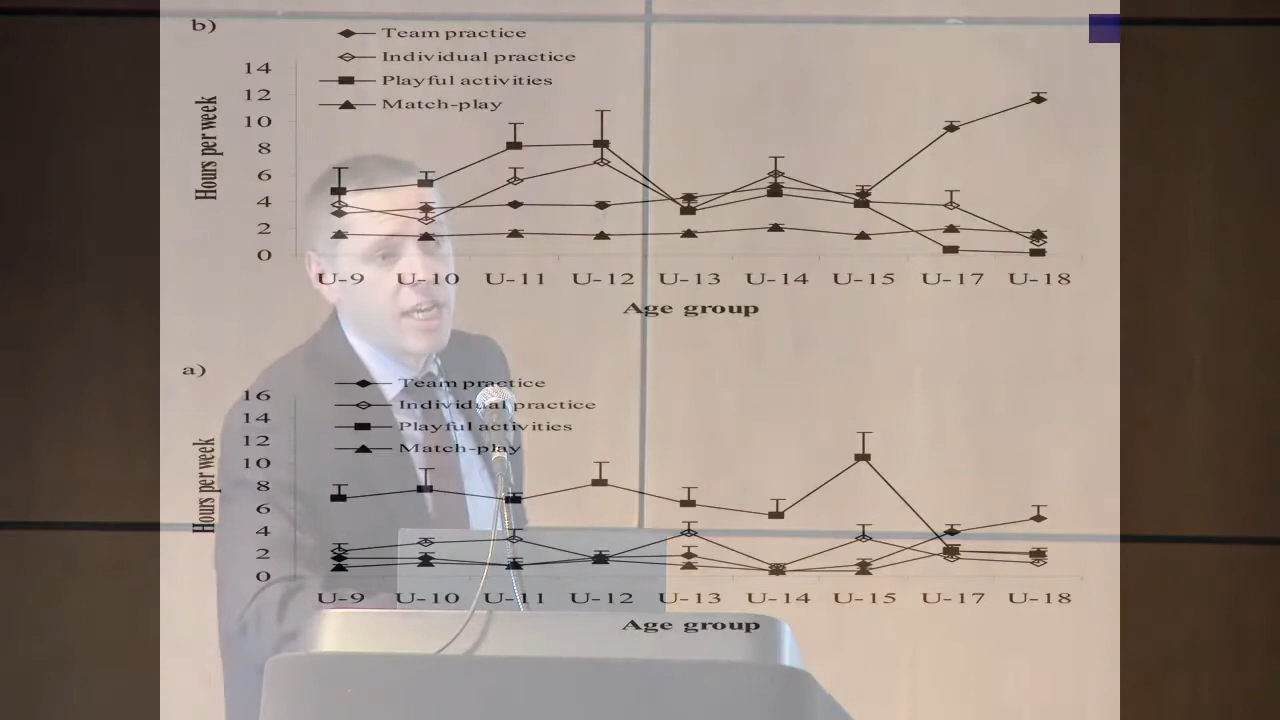 b)
Team practice
Individual practice
Playful activities
Match-play
14
12
10
8
6
4
2
0
Hours per week
U-9 U-10 U-11 U-12 U-13 U-14 U-15 U-17 U-18
Age group
a)
Team practice
Individual practice
Playful activities
Match-play
16
14
12
10
8
6
4
2
0
Hours per week
U-9 U-10 U-11 U-12 U-13 U-14 U-15 U-17 U-18
Age group